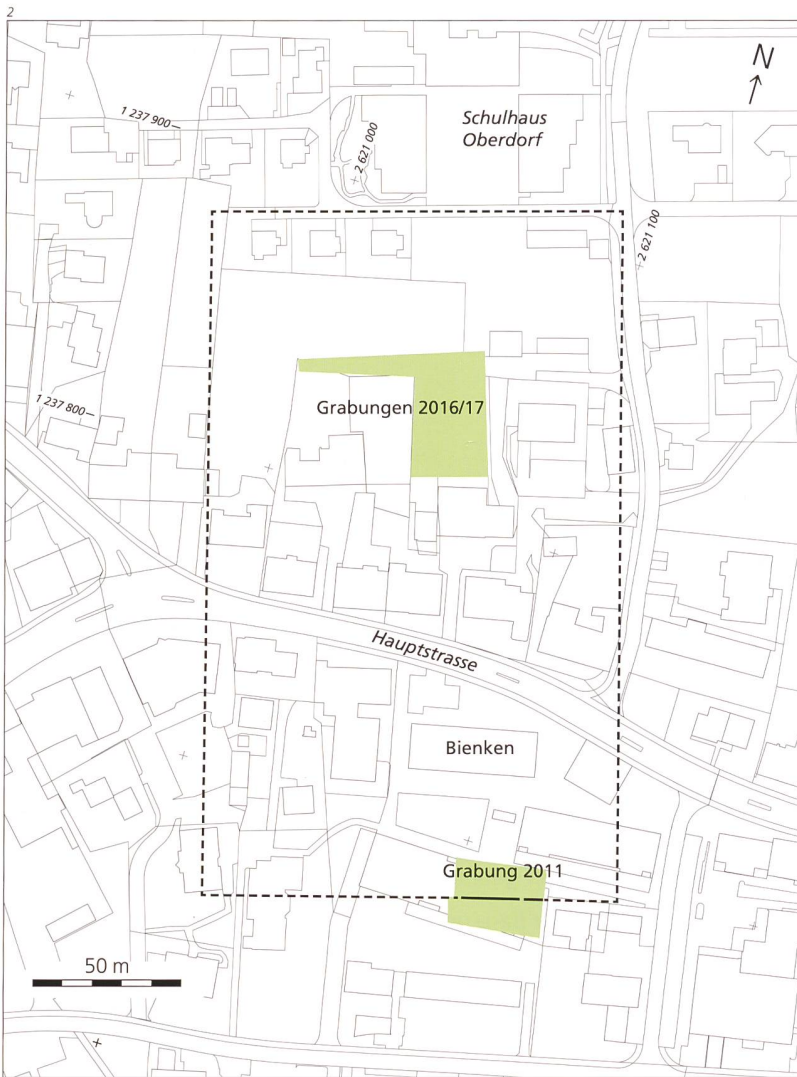 2
N
1 237 900
Schulhaus
Oberdorf
2 621 000
2 621 100
1 237 800
Grabungen 2016/17
Hauptstrasse
Bienken
Grabung 2011
50 m